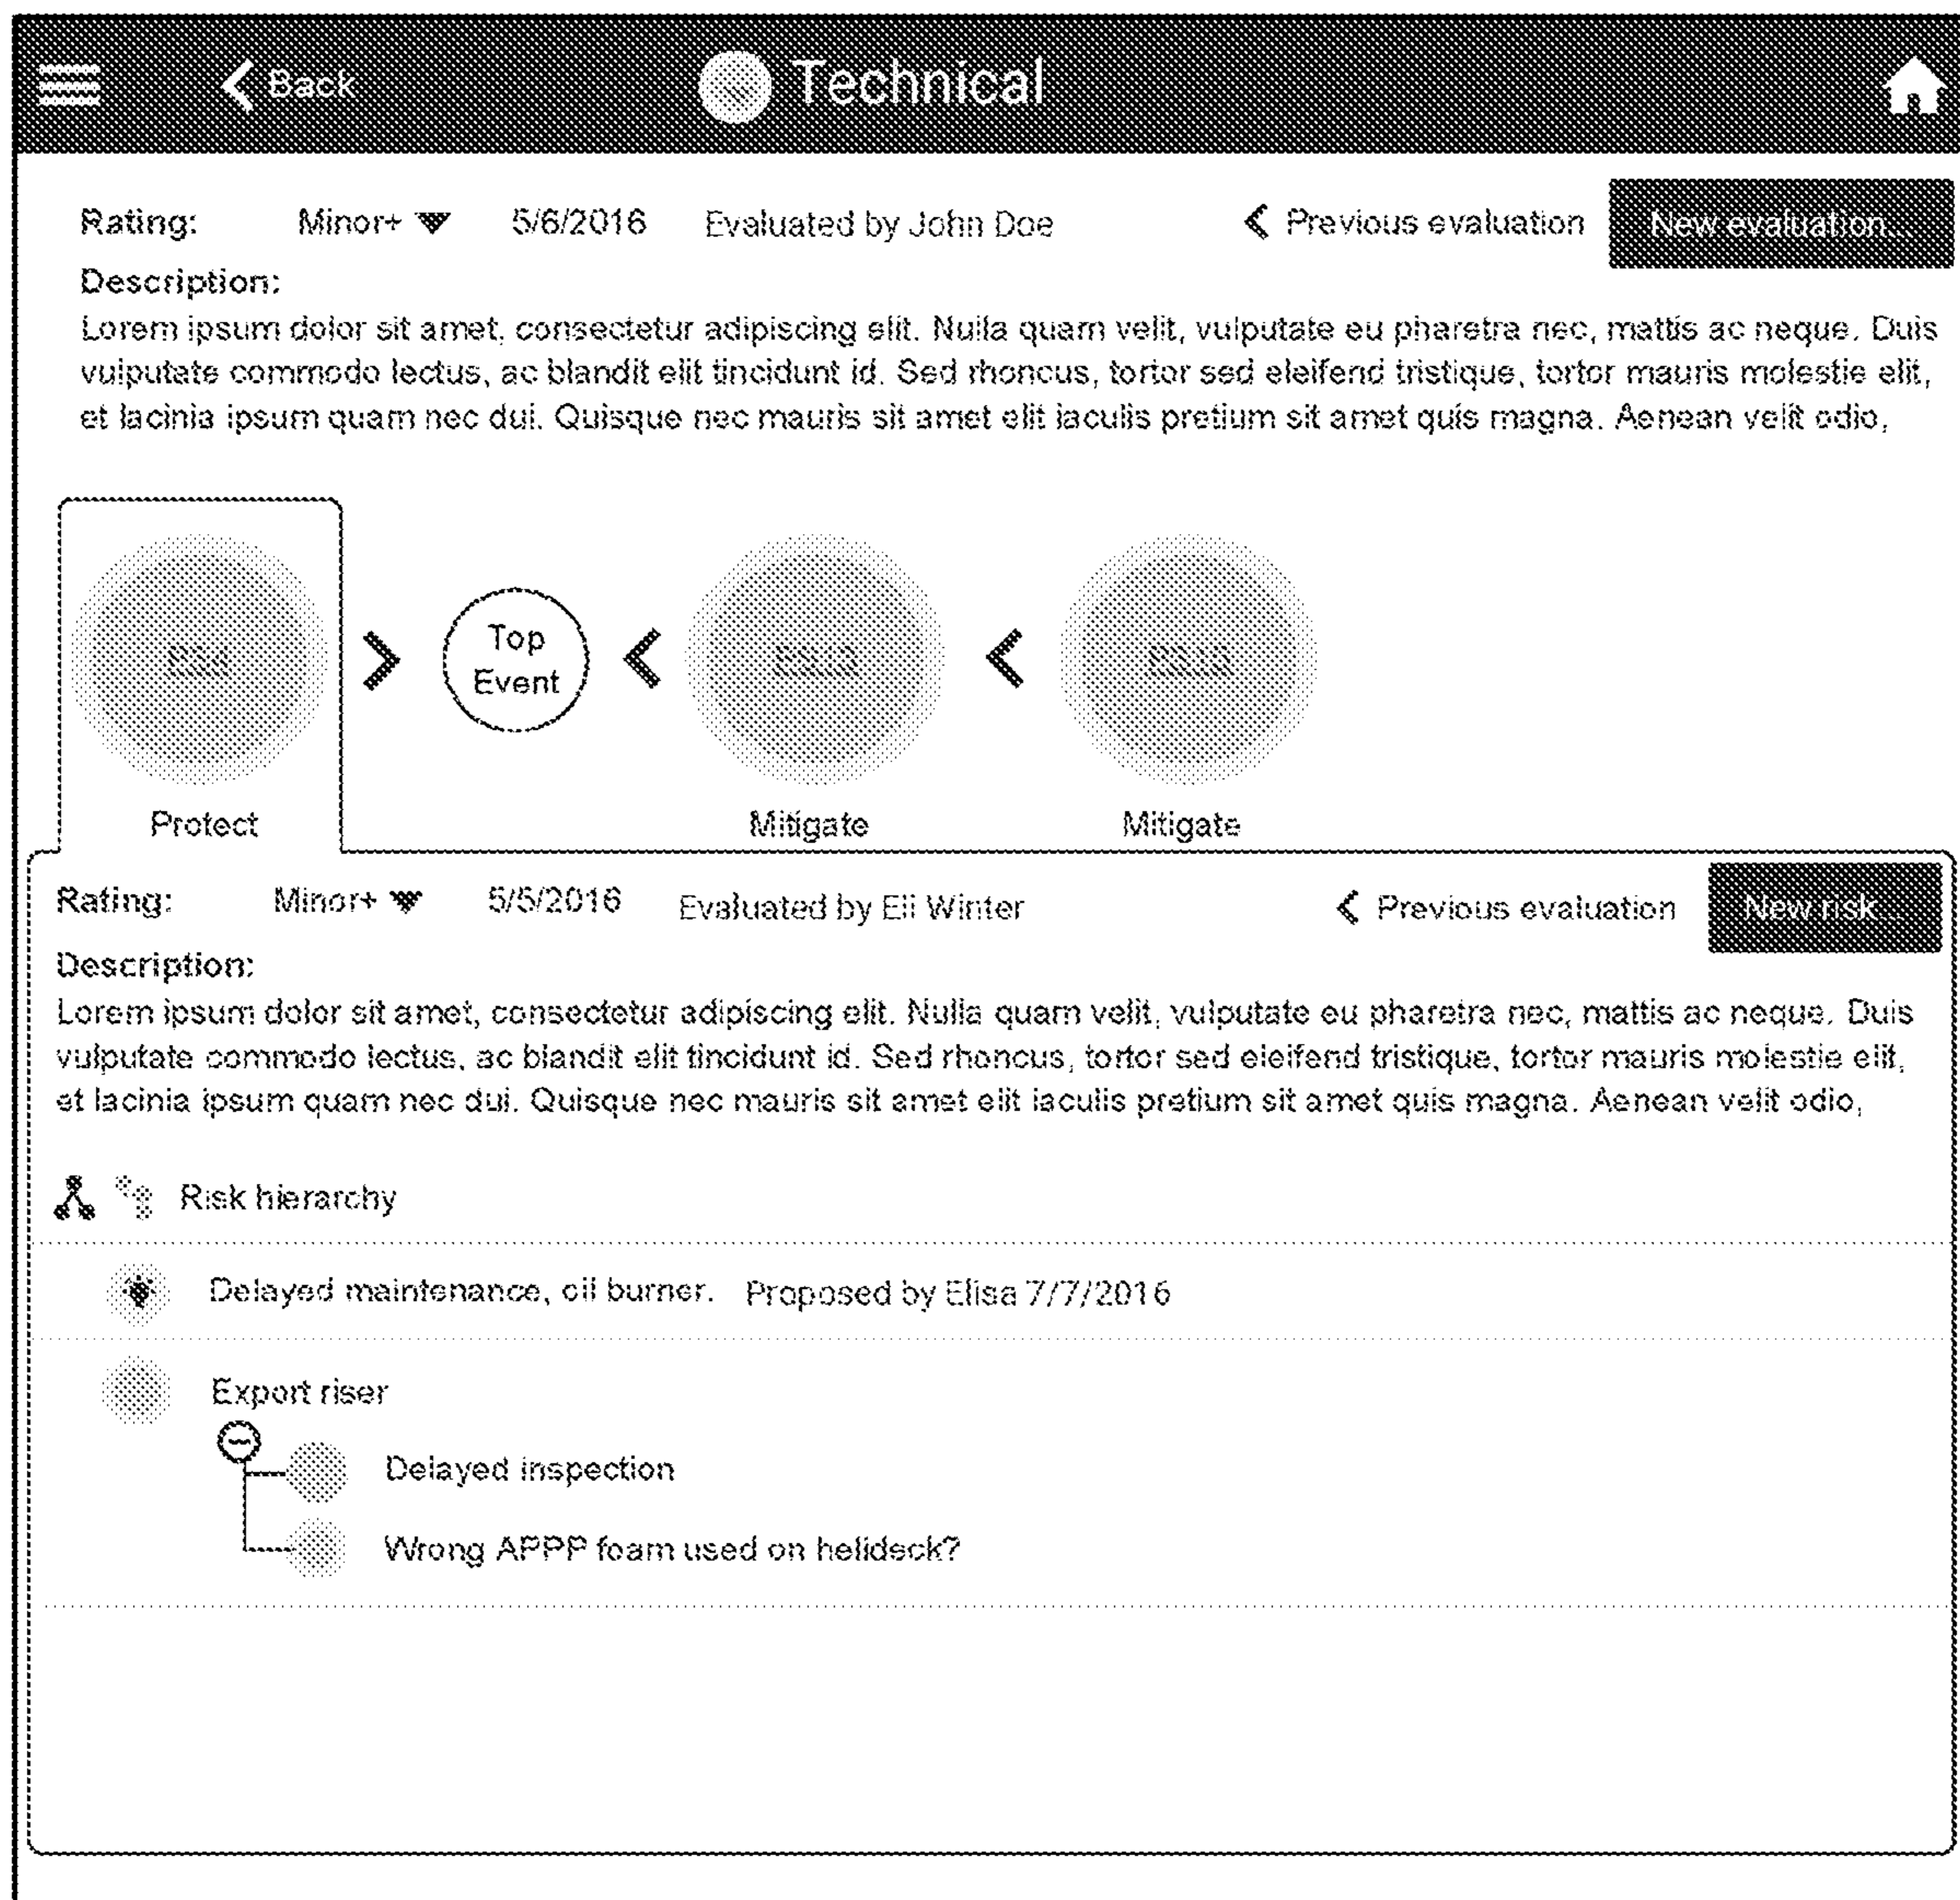 Back
Technical
Rating: Minor+ 5/6/2016 Evaluated by John Doe Previous evaluation New evaluation...
Description:
Lorem ipsum dolor sit amet, consectetur adipiscing elit. Nulla quam velit, vulputate eu pharetra nec, mattis ac neque. Duis
vulputate commodo lectus, ac blandit elit tincidunt id. Sed rhoncus, tortor sed eleifend tristique, tortor mauris molestie elit,
et lacinia ipsum quam nec dui. Quisque nec mauris sit amet elit iaculis pretium sit amet quis magna. Aenean velit odio,
Top
Event
Protect
Mitigate
Mitigate
Rating: Minor+ 5/5/2016 Evaluated by Eli Winter Previous evaluation New risk...
Description:
Lorem ipsum dolor sit amet, consectetur adipiscing elit. Nulla quam velit, vulputate eu pharetra nec, mattis ac neque. Duis
vulputate commodo lectus, ac blandit elit tincidunt id. Sed rhoncus, tortor sed eleifend tristique, tortor mauris molestie elit,
et lacinia ipsum quam nec dui. Quisque nec mauris sit amet elit iaculis pretium sit amet quis magna. Aenean velit odio,
Risk hierarchy
Delayed maintenance, oil burner. Proposed by Elisa 7/7/2016
Export riser
Delayed inspection
Wrong APPP foam used on helideck?